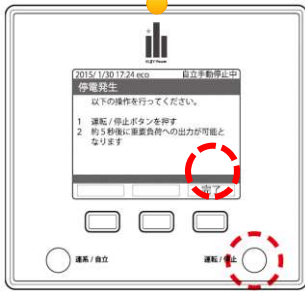 2015/ 1/30 17:24 eco 自立手動停止中
停電発生
以下の操作を行ってください。
1 運転/停止ボタンを押す
2 約5秒後に重要負荷への出力が可能と
なります
完了
連系/自立 運転/停止